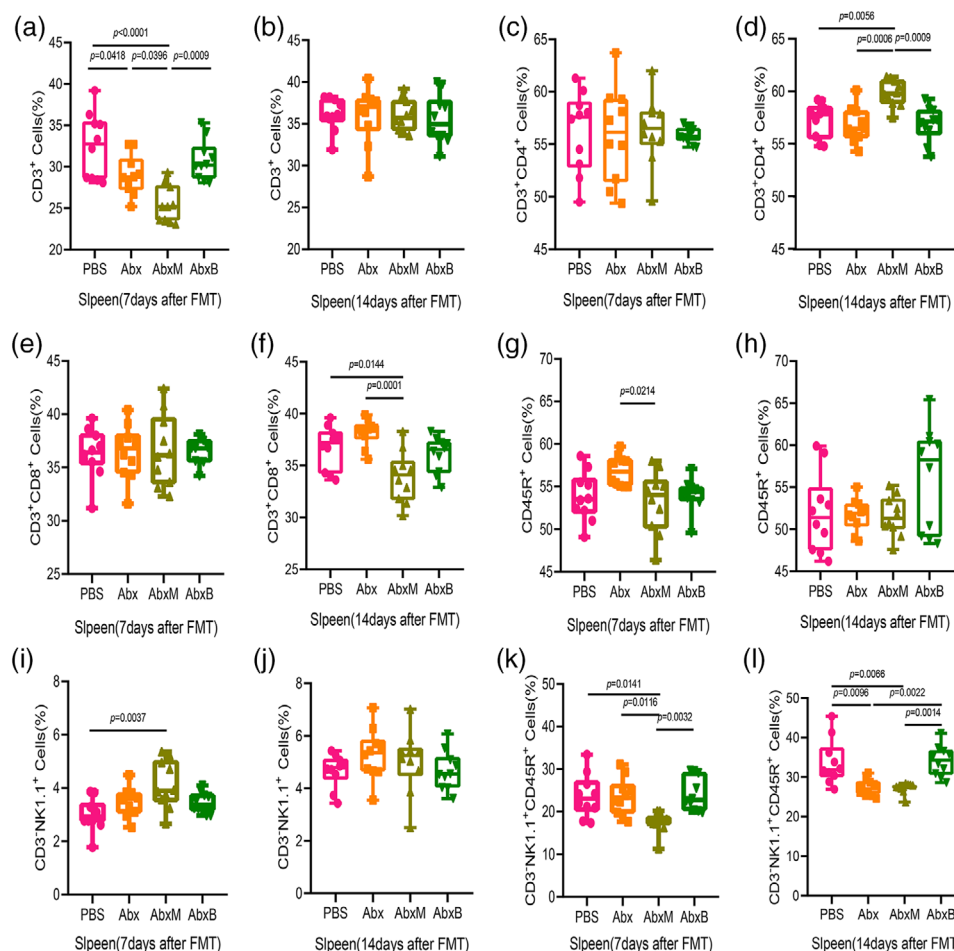 (a)
p<0.0001
p=0.0418 p=0.0396 p=0.0009
CD3+ Cells(%)
45
40
35
30
25
20
PBS Abx AbxM AbxB
Slpeen(7days after FMT)
(b)
CD3+ Cells(%)
45
40
35
30
25
20
PBS Abx AbxM AbxB
Slpeen(14days after FMT)
(c)
CD3+CD4+ Cells(%)
65
60
55
50
45
PBS Abx AbxM AbxB
Slpeen(7days after FMT)
(d)
p=0.0056
p=0.0006 p=0.0009
CD3+CD4+ Cells(%)
65
60
55
50
45
PBS Abx AbxM AbxB
Slpeen(14days after FMT)
(e)
CD3+CD8+ Cells(%)
45
40
35
30
25
PBS Abx AbxM AbxB
Slpeen(7days after FMT)
(f)
p=0.0144
p=0.0001
CD3+CD8+ Cells(%)
45
40
35
30
25
PBS Abx AbxM AbxB
Slpeen(14days after FMT)
(g)
p=0.0214
CD45R+ Cells(%)
70
65
60
55
50
45
PBS Abx AbxM AbxB
Slpeen(7days after FMT)
(h)
CD45R+ Cells(%)
70
65
60
55
50
45
PBS Abx AbxM AbxB
Slpeen(14days after FMT)
(i)
p=0.0037
CD3-NK1.1+ Cells(%)
8
6
4
2
0
PBS Abx AbxM AbxB
Slpeen(7days after FMT)
(j)
CD3-NK1.1+ Cells(%)
8
6
4
2
0
PBS Abx AbxM AbxB
Slpeen(14days after FMT)
(k)
p=0.0141
p=0.0116
p=0.0032
CD3-NK1.1+CD45R+ Cells(%)
50
40
30
20
10
0
PBS Abx AbxM AbxB
Slpeen(7days after FMT)
(l)
p=0.0066
p=0.0096 p=0.0022
p=0.0014
CD3-NK1.1+CD45R+ Cells(%)
50
40
30
20
10
0
PBS Abx AbxM AbxB
Slpeen(14days after FMT)